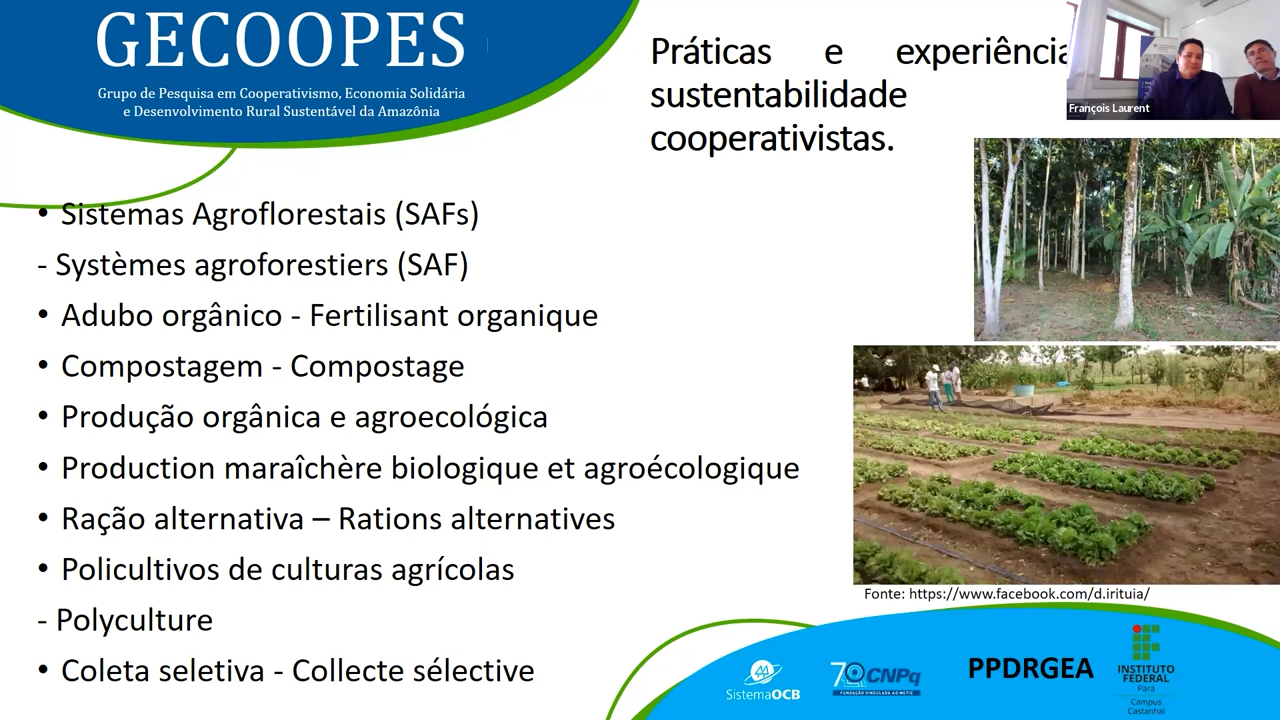 GECOOPES
Grupo de Pesquisa em Cooperativismo, Economia Solidária
e Desenvolvimento Rural Sustentável da Amazônia
Práticas e experiência
sustentabilidade
cooperativistas.
François Laurent
• Sistemas Agroflorestais (SAFs)
- Systèmes agroforestiers (SAF)
• Adubo orgânico - Fertilisant organique
• Compostagem - Compostage
• Produção orgânica e agroecológica
• Production maraîchère biologique et agroécologique
• Ração alternativa – Rations alternatives
• Policultivos de culturas agrícolas
- Polyculture
• Coleta seletiva - Collecte sélective
Fonte: https://www.facebook.com/d.irituia/
SistemaOCB
70 CNPq
FUNDAÇÃO VINCULADA AO MCTIC
PPDRGEA
INSTITUTO
FEDERAL
Pará
Campus
Castanhal